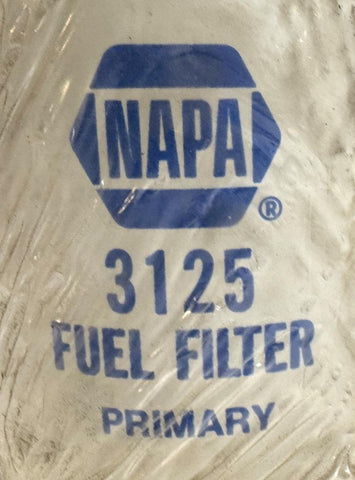 NAPA
®
3125
FUEL FILTER
PRIMARY